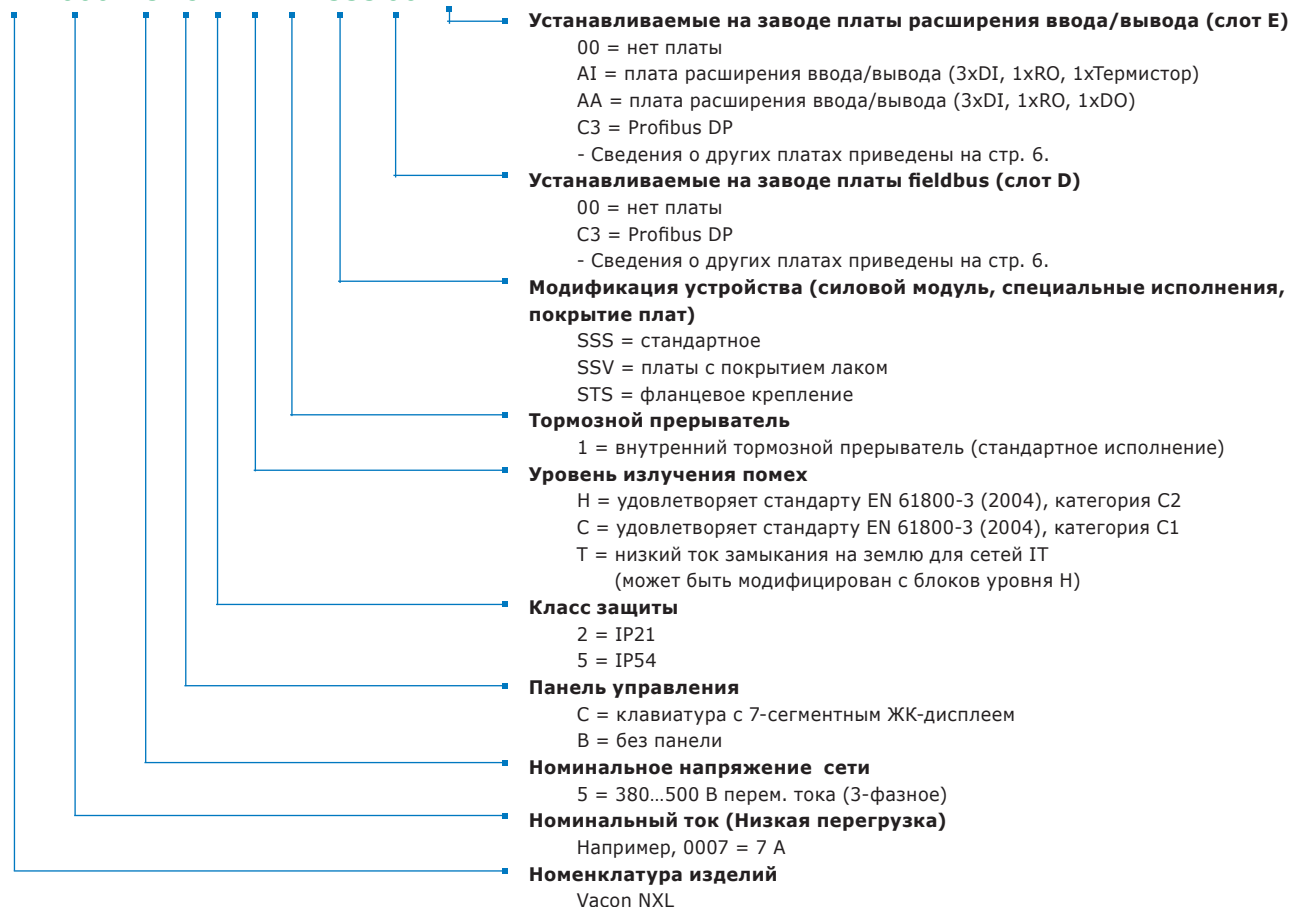 Устанавливаемые на заводе платы расширения ввода/вывода (слот E)
00 = нет платы
AI = плата расширения ввода/вывода (3xDI, 1xRO, 1xТермистор)
AA = плата расширения ввода/вывода (3xDI, 1xRO, 1xDO)
C3 = Profibus DP
- Сведения о других платах приведены на стр. 6.
Устанавливаемые на заводе платы fieldbus (слот D)
00 = нет платы
C3 = Profibus DP
- Сведения о других платах приведены на стр. 6.
Модификация устройства (силовой модуль, специальные исполнения,
покрытие плат)
SSS = стандартное
SSV = платы с покрытием лаком
STS = фланцевое крепление
Тормозной прерыватель
1 = внутренний тормозной прерыватель (стандартное исполнение)
Уровень излучения помех
H = удовлетворяет стандарту EN 61800-3 (2004), категория C2
C = удовлетворяет стандарту EN 61800-3 (2004), категория C1
T = низкий ток замыкания на землю для сетей IT
(может быть модифицирован с блоков уровня H)
Класс защиты
2 = IP21
5 = IP54
Панель управления
C = клавиатура с 7-сегментным ЖК-дисплеем
B = без панели
Номинальное напряжение сети
5 = 380…500 В перем. тока (3-фазное)
Номинальный ток (Низкая перегрузка)
Например, 0007 = 7 А
Номенклатура изделий
Vacon NXL